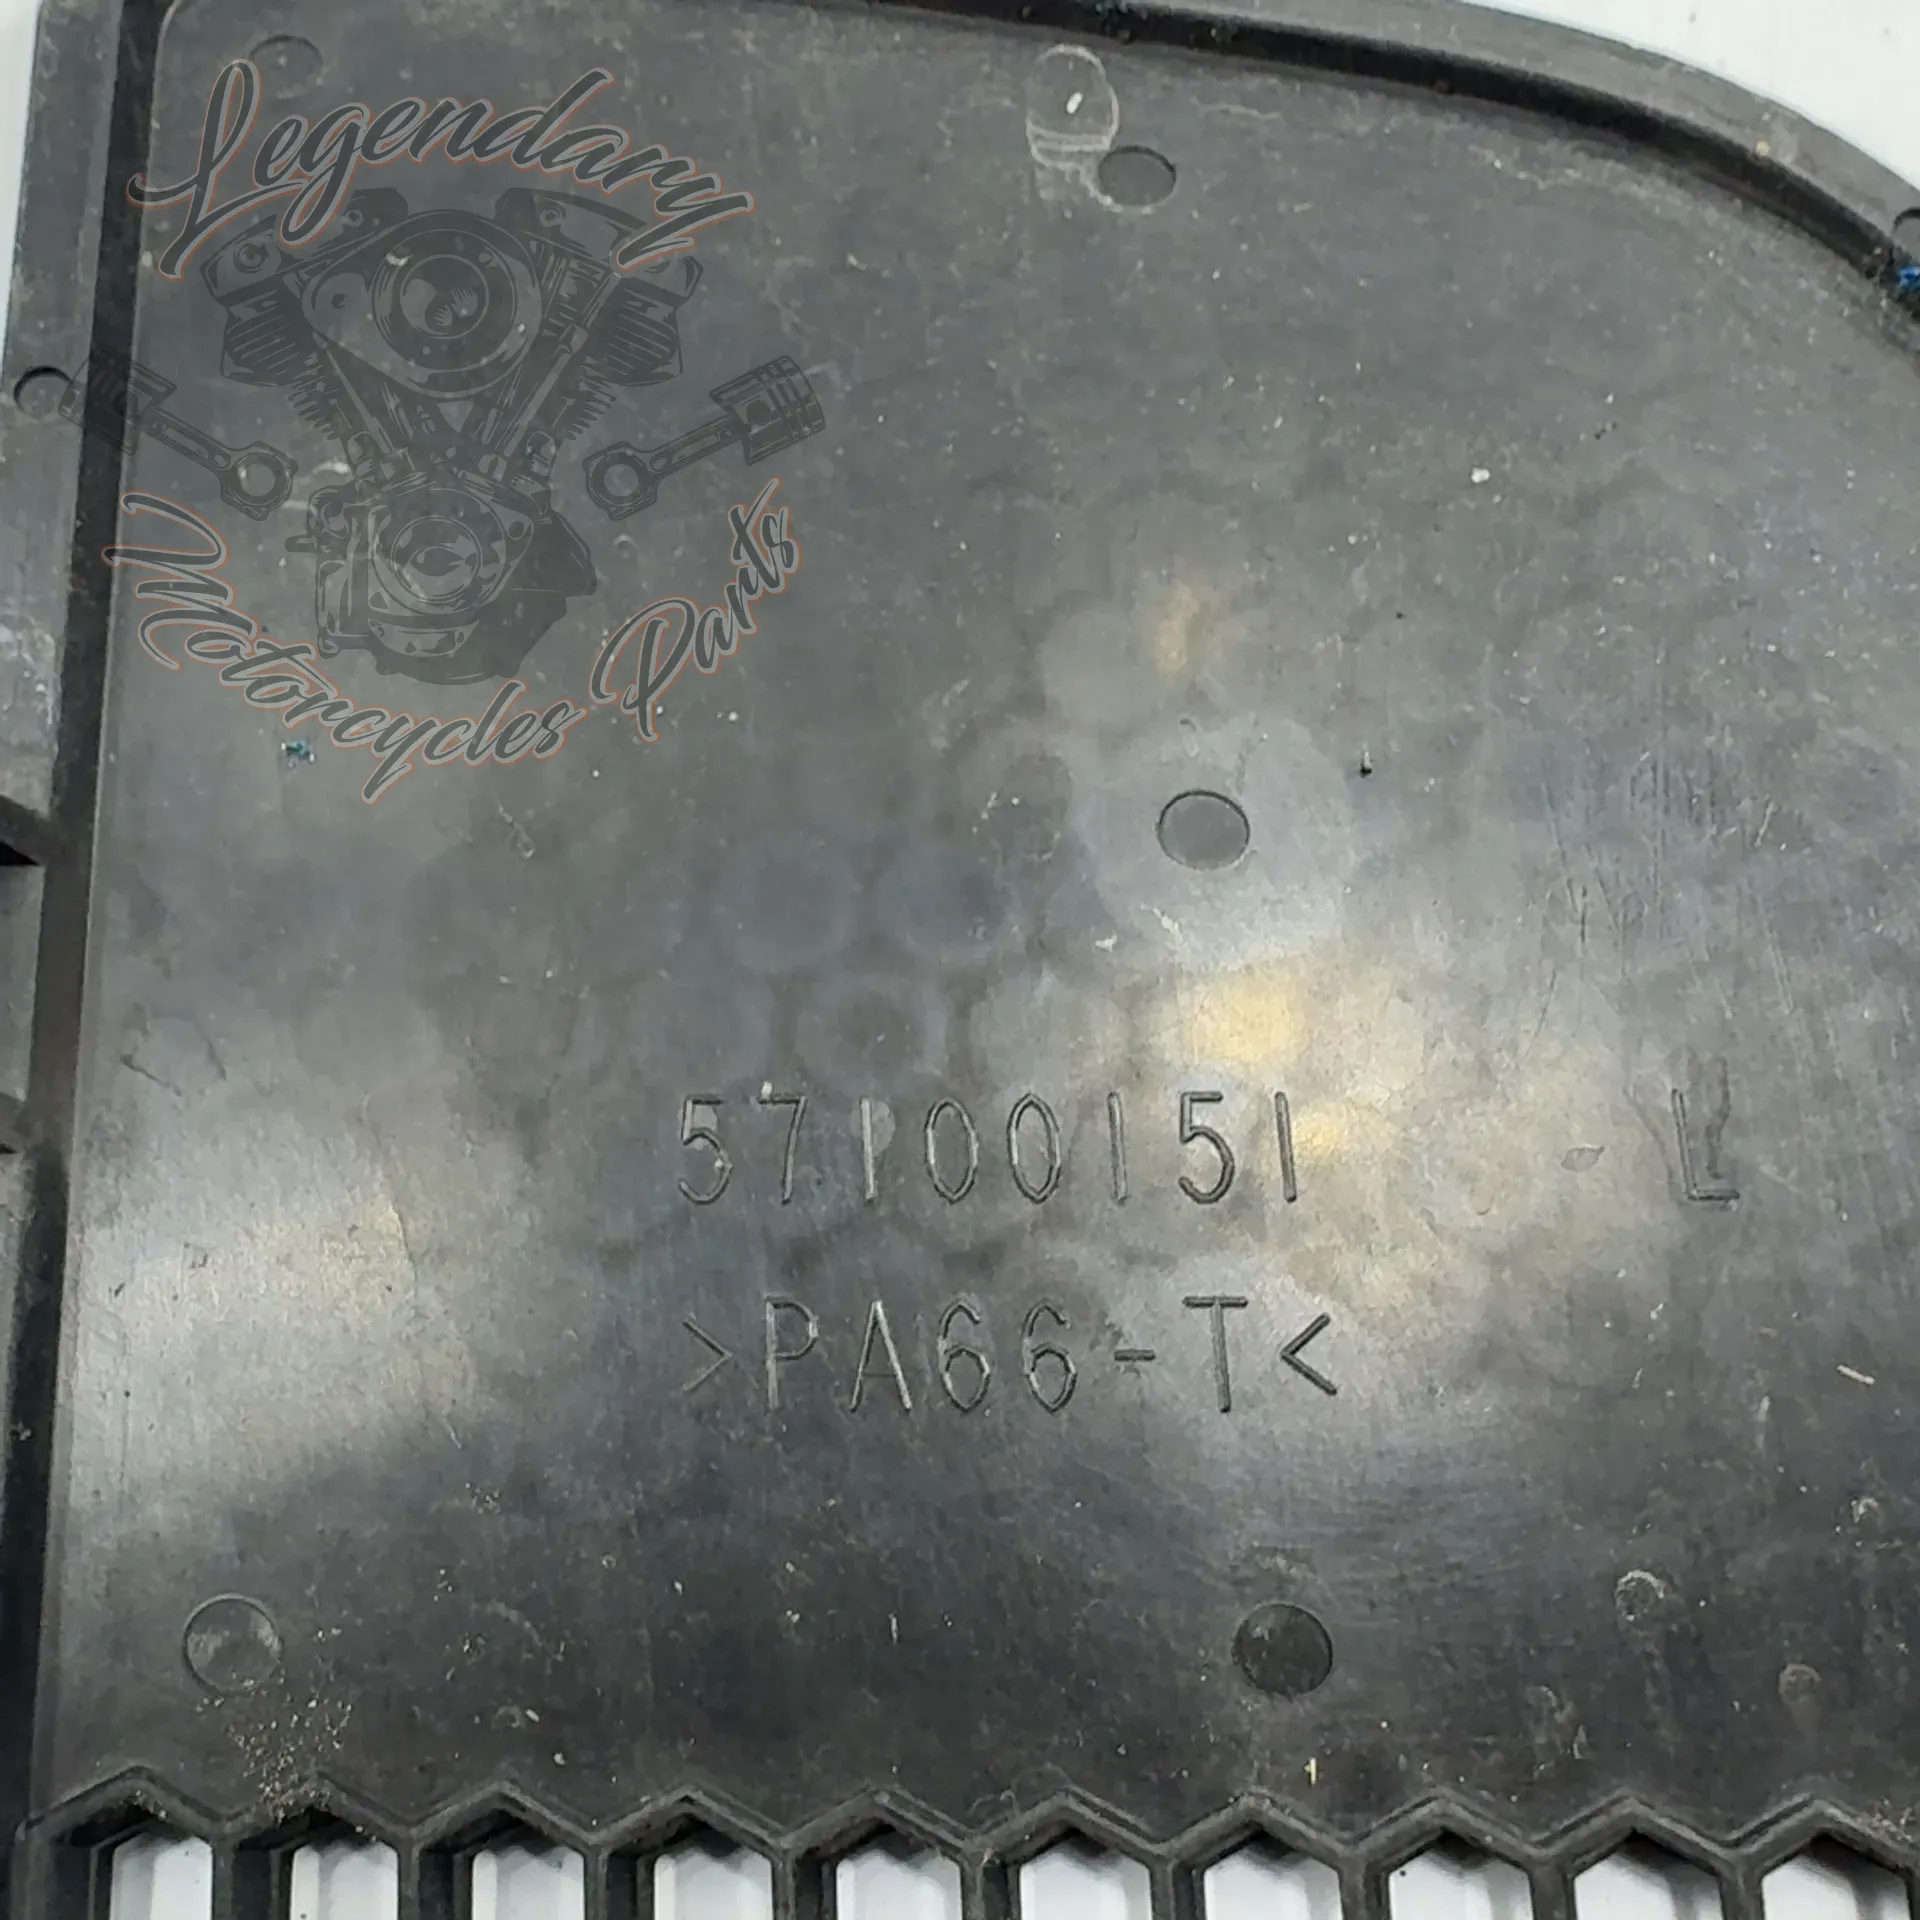 Legendary
Motorcycles Parts
57100151 L
>PA66-T<